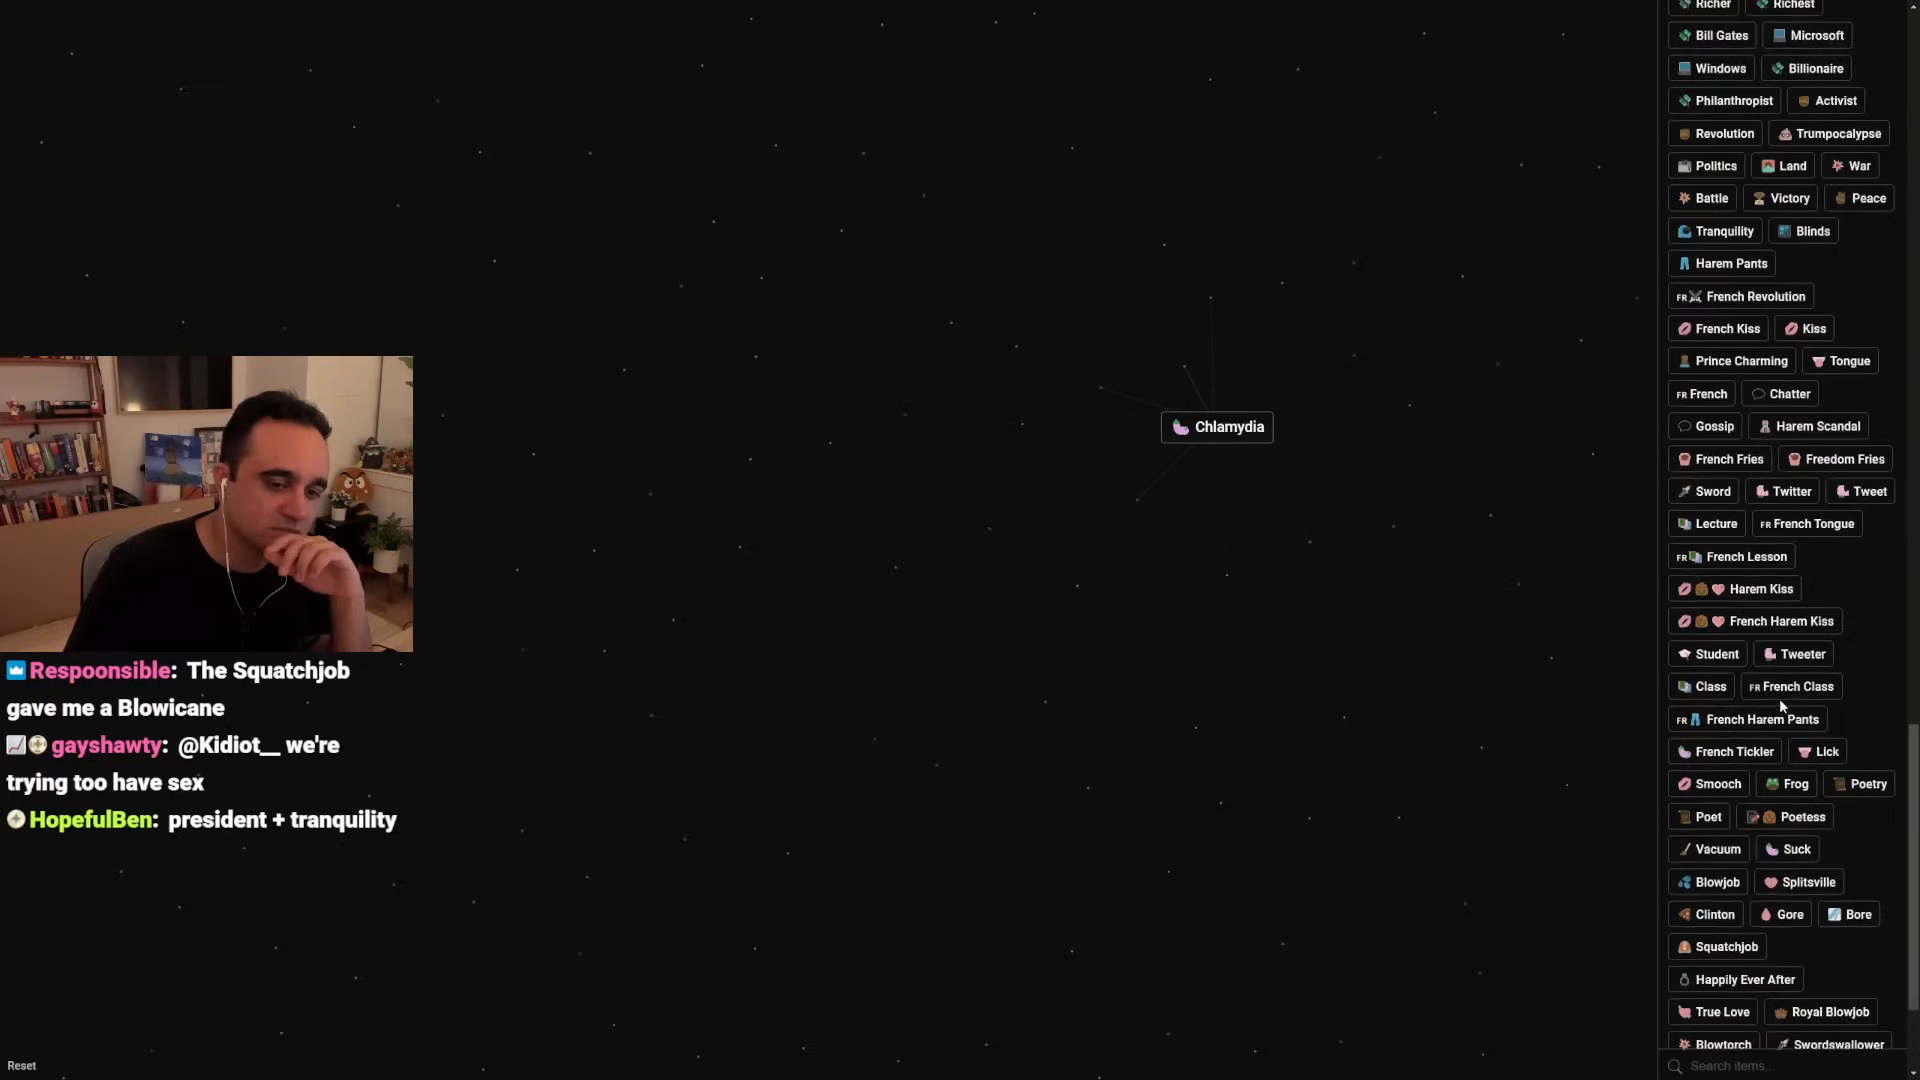 Richer Richest
Bill Gates Microsoft
Windows Billionaire
Philanthropist Activist
Revolution Trumpocalypse
Politics Land War
Battle Victory Peace
Tranquility Blinds
Harem Pants
FR French Revolution
French Kiss Kiss
Prince Charming Tongue
FR French Chatter
Chlamydia
Gossip Harem Scandal
French Fries Freedom Fries
Sword Twitter Tweet
Lecture FR French Tongue
FR French Lesson
Harem Kiss
French Harem Kiss
Student Tweeter
Class FR French Class
FR French Harem Pants
French Tickler Lick
Smooch Frog Poetry
Poet Poetess
Vacuum Suck
Blowjob Splitsville
Clinton Gore Bore
Squatchjob
Happily Ever After
True Love Royal Blowjob
Blowtorch Swordswallower
Search items...
Respoonsible: The Squatchjob
gave me a Blowicane
gayshawty: @Kidiot__ we're
trying too have sex
HopefulBen: president + tranquility
Reset